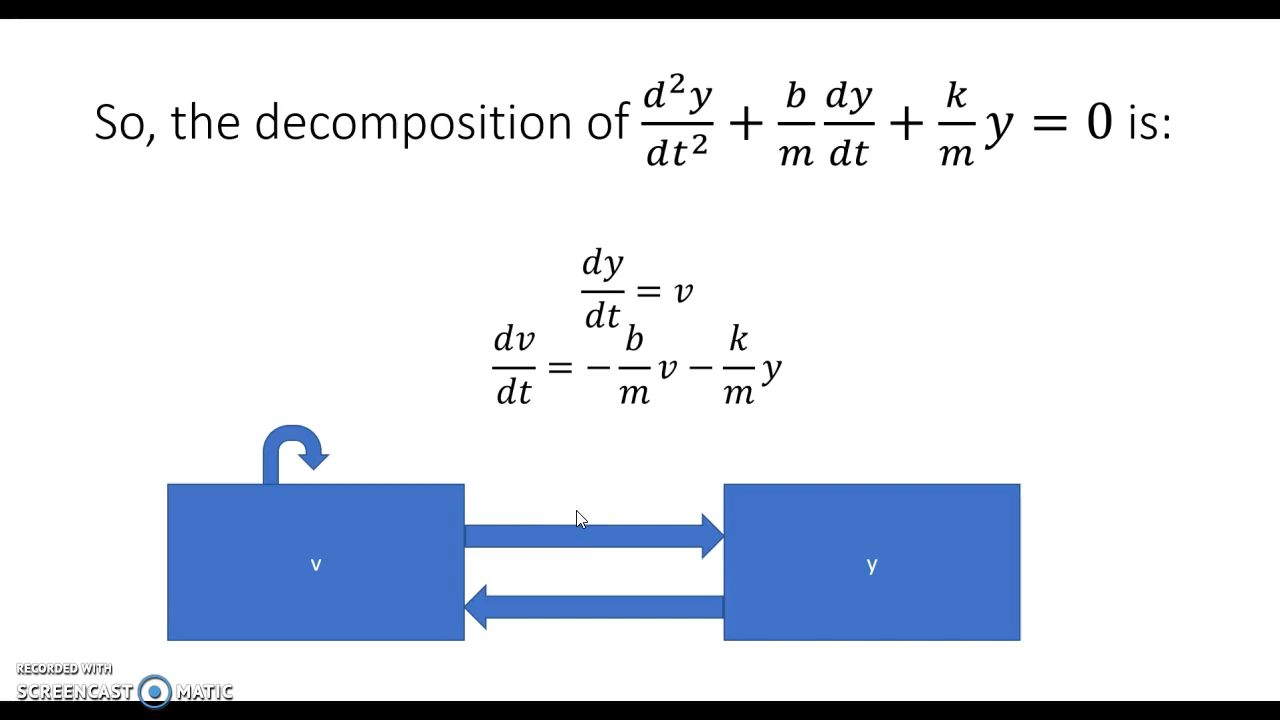 So, the decomposition of d²y/dt² + b/m dy/dt + k/m y = 0 is:
dy/dt = v
dv/dt = − b/m v − k/m y
v
y
RECORDED WITH
SCREENCAST MATIC